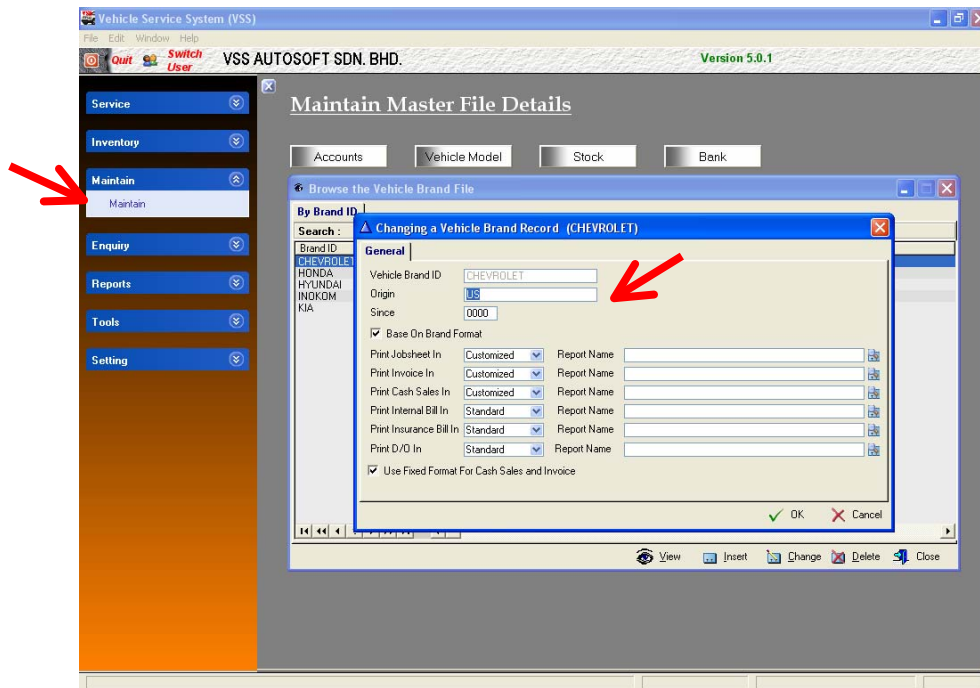 Vehicle Service System (VSS)
File Edit Window Help
Quit Switch User VSS AUTOSOFT SDN. BHD. Version 5.0.1
Service
Inventory
Maintain
Maintain
Enquiry
Reports
Tools
Setting
Maintain Master File Details
Accounts Vehicle Model Stock Bank
Browse the Vehicle Brand File
By Brand ID
Search :
Brand ID
CHEVROLET
HONDA
HYUNDAI
INOKOM
KIA
Changing a Vehicle Brand Record (CHEVROLET)
General
Vehicle Brand ID CHEVROLET
Origin US
Since 0000
Base On Brand Format
Print Jobsheet In Customized Report Name
Print Invoice In Customized Report Name
Print Cash Sales In Customized Report Name
Print Internal Bill In Standard Report Name
Print Insurance Bill In Standard Report Name
Print D/O In Standard Report Name
Use Fixed Format For Cash Sales and Invoice
OK Cancel
View Insert Change Delete Close